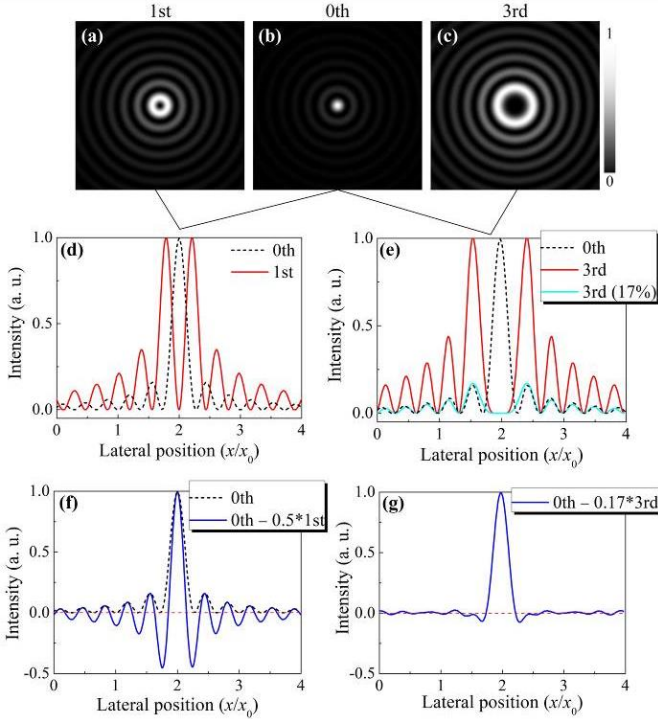 1st 0th 3rd
(a) (b) (c) 1
0
(d) 0th
1st
1.0
0.5
0.0
Intensity (a. u.)
0 1 2 3 4
Lateral position (x/x₀)
(e) 0th
3rd
3rd (17%)
1.0
0.5
0.0
Intensity (a. u.)
0 1 2 3 4
Lateral position (x/x₀)
(f) 0th
0th – 0.5*1st
1.0
0.5
0.0
-0.5
Intensity (a. u.)
0 1 2 3 4
Lateral position (x/x₀)
(g) 0th – 0.17*3rd
1.0
0.5
0.0
-0.5
Intensity (a. u.)
0 1 2 3 4
Lateral position (x/x₀)